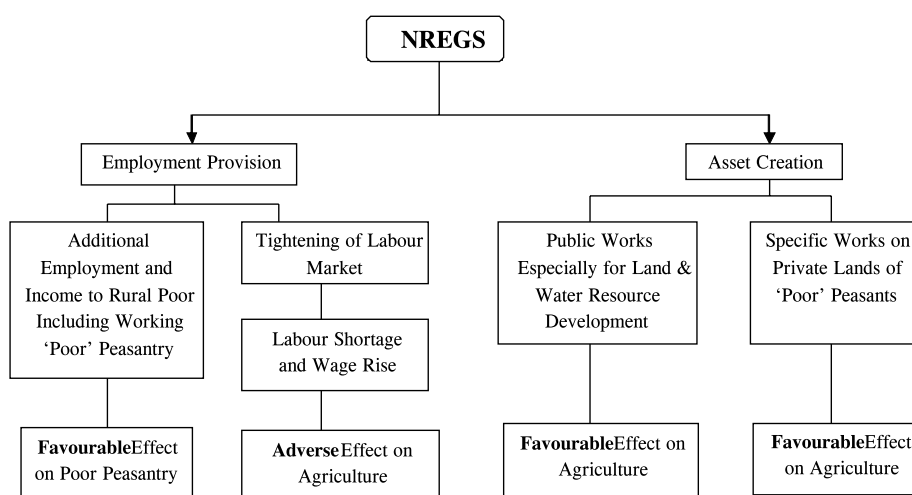 NREGS
Employment Provision
Asset Creation
Additional
Employment and
Income to Rural Poor
Including Working
‘Poor’ Peasantry
Tightening of Labour
Market
Labour Shortage
and Wage Rise
Public Works
Especially for Land &
Water Resource
Development
Specific Works on
Private Lands of
‘Poor’ Peasants
FavourableEffect
on Poor Peasantry
AdverseEffect on
Agriculture
FavourableEffect on
Agriculture
FavourableEffect
on Agriculture